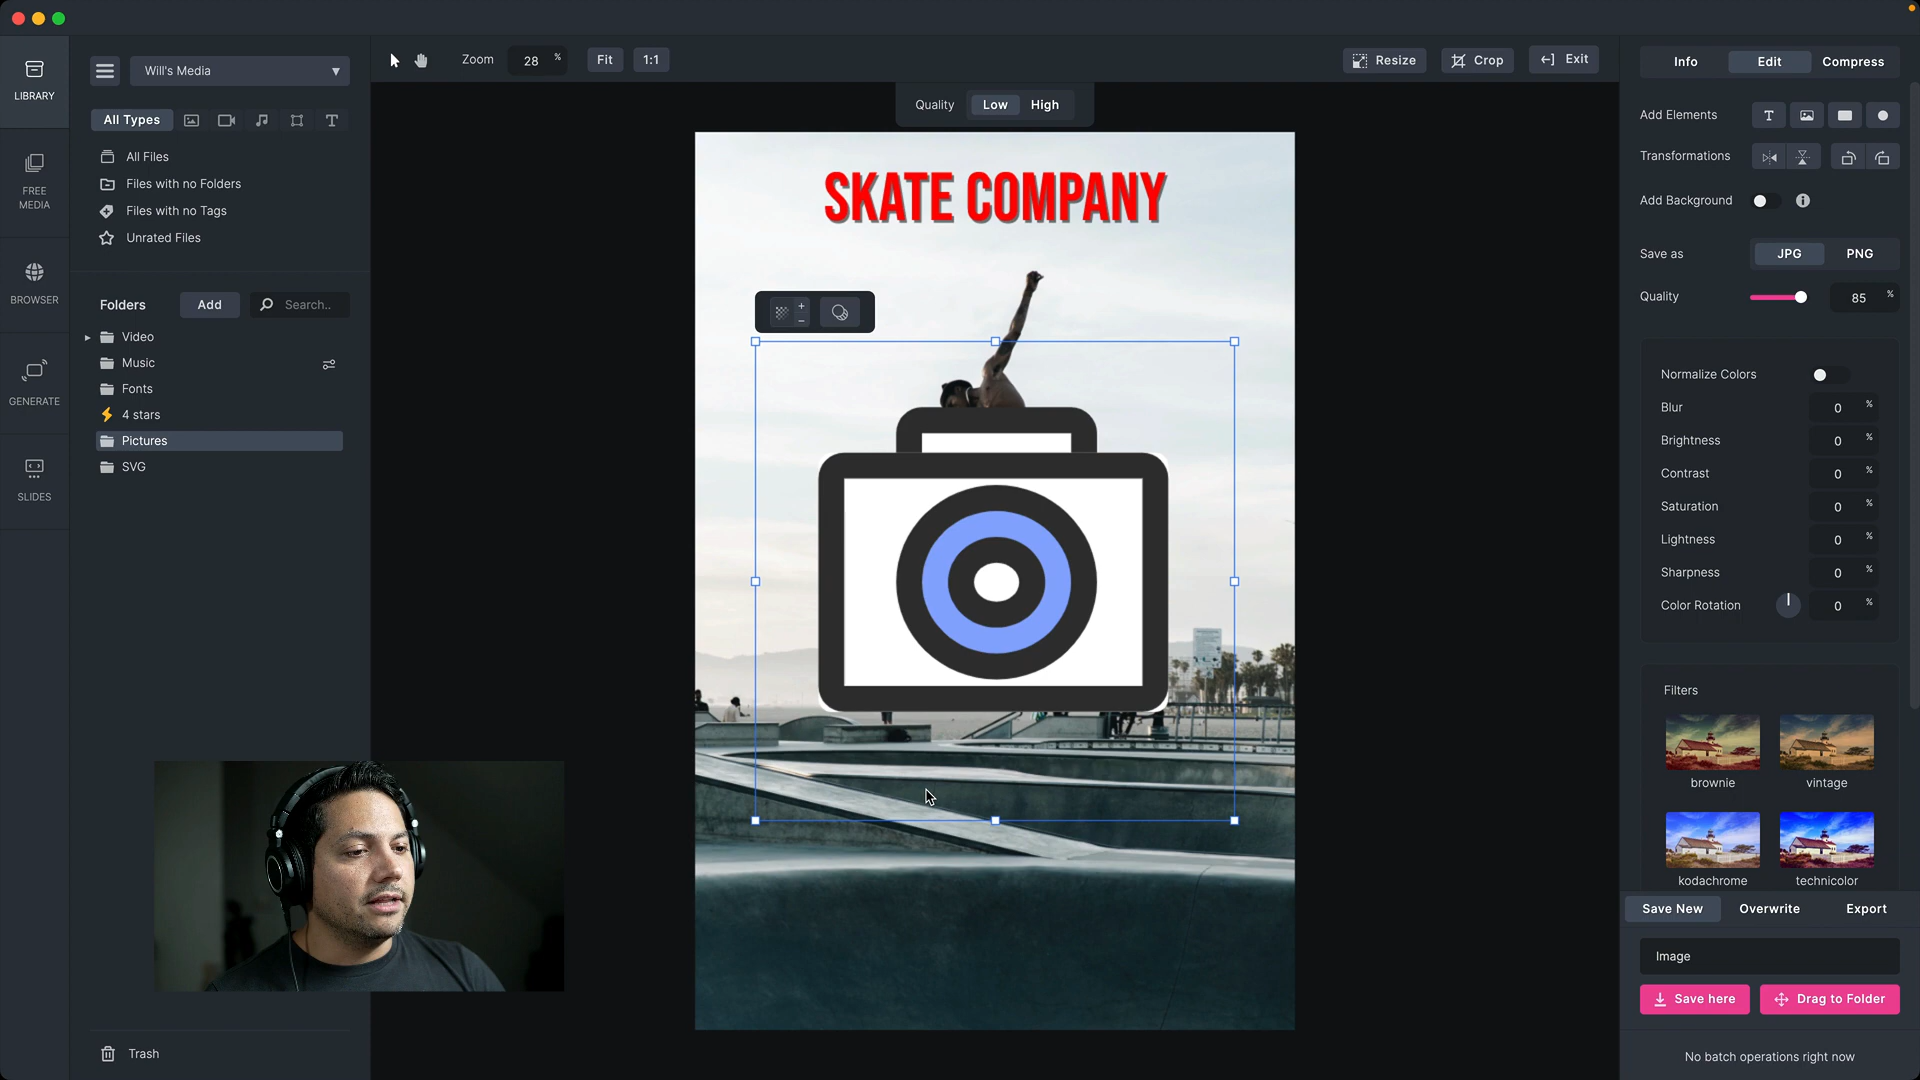 LIBRARY
FREE
MEDIA
BROWSER
GENERATE
SLIDES
Will's Media
All Types
All Files
Files with no Folders
Files with no Tags
Unrated Files
Folders
Add
Search..
Video
Music
Fonts
4 stars
Pictures
SVG
Trash
Zoom
28 %
Fit
1:1
Resize
Crop
Exit
Quality
Low
High
SKATE COMPANY
Info
Edit
Compress
Add Elements
Transformations
Add Background
Save as
JPG
PNG
Quality
85 %
Normalize Colors
Blur 0 %
Brightness 0 %
Contrast 0 %
Saturation 0 %
Lightness 0 %
Sharpness 0 %
Color Rotation 0 %
Filters
brownie
vintage
kodachrome
technicolor
Save New
Overwrite
Export
Image
Save here
Drag to Folder
No batch operations right now